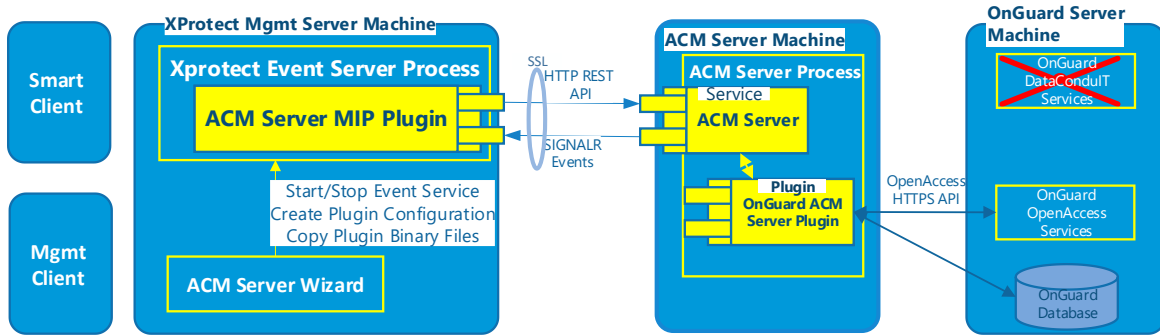 Smart
Client
Mgmt
Client
XProtect Mgmt Server Machine
Xprotect Event Server Process
ACM Server MIP Plugin
Start/Stop Event Service
Create Plugin Configuration
Copy Plugin Binary Files
ACM Server Wizard
SSL
HTTP REST
API
SIGNALR
Events
ACM Server Machine
ACM Server Process
Service
ACM Server
Plugin
OnGuard ACM
Server Plugin
OpenAccess
HTTPS API
OnGuard Server
Machine
OnGuard
DataConduIT
Services
OnGuard
OpenAccess
Services
OnGuard
Database